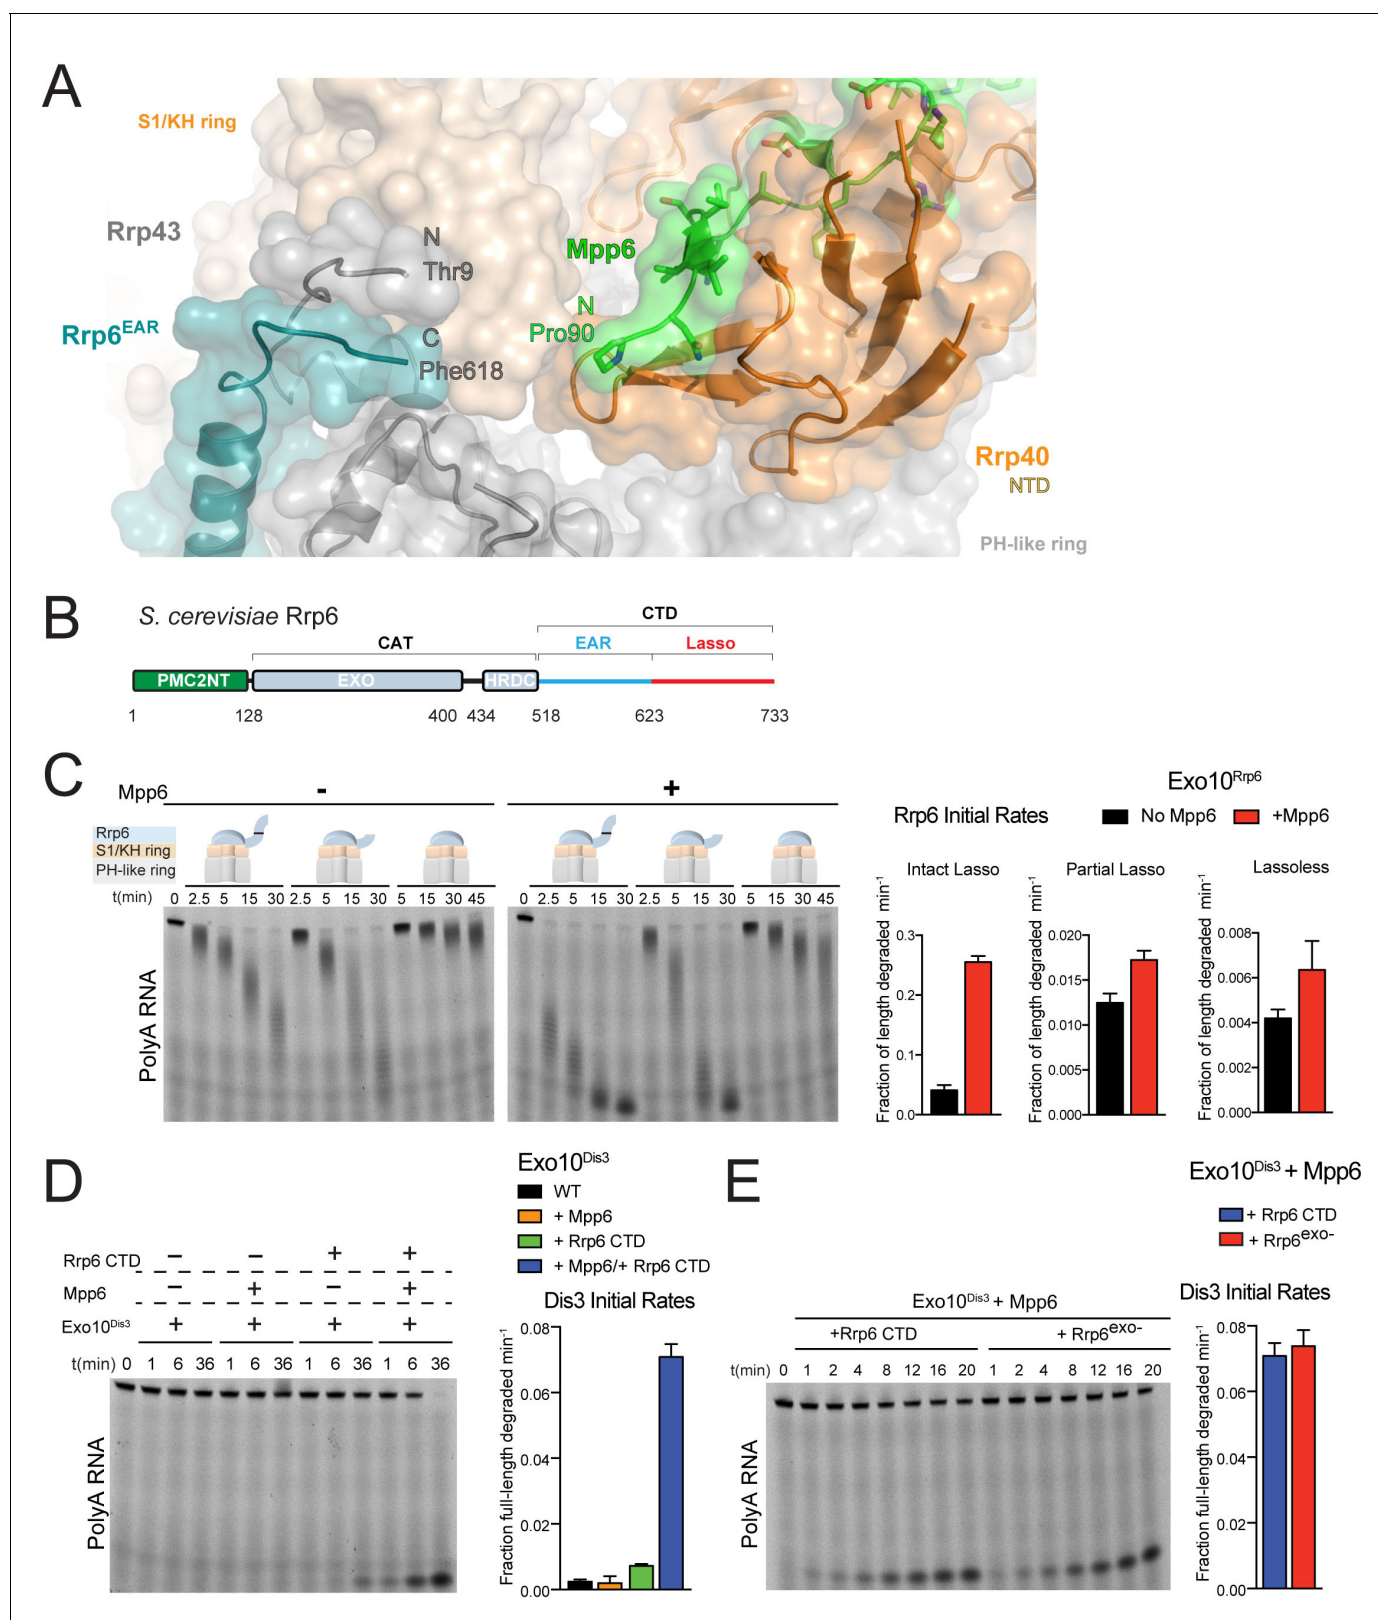 A
S1/KH ring
Rrp43
N
Thr9
Mpp6
Rrp6EAR
C
Phe618
N
Pro90
Rrp40
NTD
PH-like ring
B
S. cerevisiae Rrp6
CTD
CAT
EAR
Lasso
PMC2NT
EXO
HRDC
1 128 400 434 518 623 733
C
Mpp6 - +
Rrp6
S1/KH ring
PH-like ring
t(min) 0 2.5 5 15 30 2.5 5 15 30 5 15 30 45
0 2.5 5 15 30 2.5 5 15 30 5 15 30 45
PolyA RNA
Exo10Rrp6
Rrp6 Initial Rates
No Mpp6
+Mpp6
Intact Lasso
Fraction of length degraded min-1
0.3
0.2
0.1
0.0
Partial Lasso
Fraction of length degraded min-1
0.020
0.015
0.010
0.005
0.000
Lassoless
Fraction of length degraded min-1
0.008
0.006
0.004
0.002
0.000
D
Rrp6 CTD – – + +
Mpp6 – + – +
Exo10Dis3 + + + +
t(min) 0 1 6 36 1 6 36 1 6 36 1 6 36
PolyA RNA
Exo10Dis3
WT
+ Mpp6
+ Rrp6 CTD
+ Mpp6/+ Rrp6 CTD
Dis3 Initial Rates
Fraction full-length degraded min-1
0.08
0.06
0.04
0.02
0.00
E
Exo10Dis3 + Mpp6
+Rrp6 CTD
+ Rrp6exo-
t(min) 0 1 2 4 8 12 16 20 1 2 4 8 12 16 20
PolyA RNA
Exo10Dis3 + Mpp6
+ Rrp6 CTD
+ Rrp6exo-
Dis3 Initial Rates
Fraction full-length degraded min-1
0.08
0.06
0.04
0.02
0.00